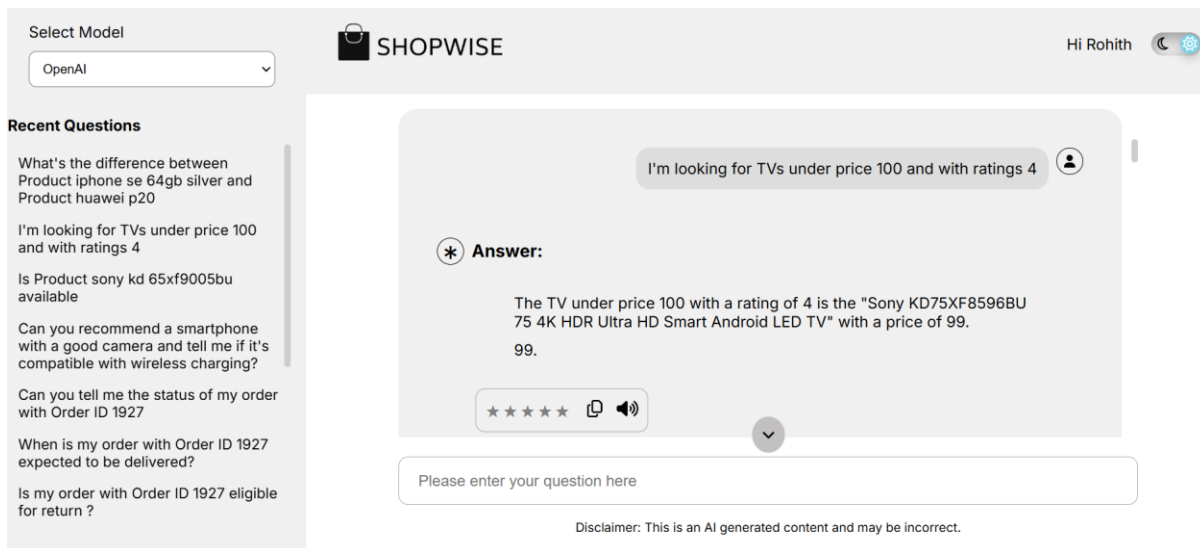 Select Model
OpenAI
Recent Questions
What's the difference between
Product iphone se 64gb silver and
Product huawei p20
I'm looking for TVs under price 100
and with ratings 4
Is Product sony kd 65xf9005bu
available
Can you recommend a smartphone
with a good camera and tell me if it's
compatible with wireless charging?
Can you tell me the status of my order
with Order ID 1927
When is my order with Order ID 1927
expected to be delivered?
Is my order with Order ID 1927 eligible
for return ?
SHOPWISE
Hi Rohith
I'm looking for TVs under price 100 and with ratings 4
Answer:
The TV under price 100 with a rating of 4 is the "Sony KD75XF8596BU
75 4K HDR Ultra HD Smart Android LED TV" with a price of 99.
99.
Please enter your question here
Disclaimer: This is an AI generated content and may be incorrect.